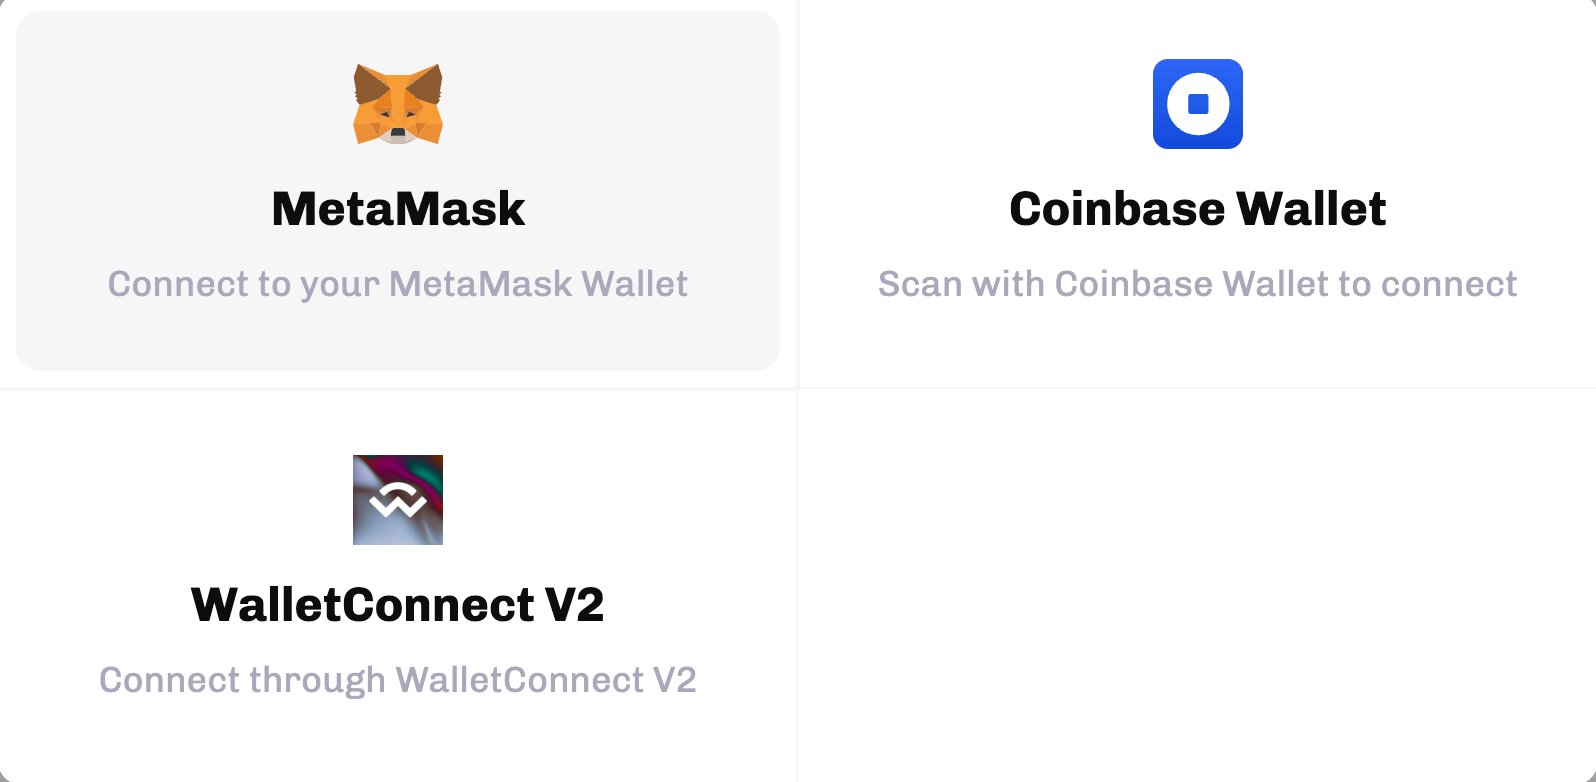 MetaMask
Connect to your MetaMask Wallet
Coinbase Wallet
Scan with Coinbase Wallet to connect
WalletConnect V2
Connect through WalletConnect V2